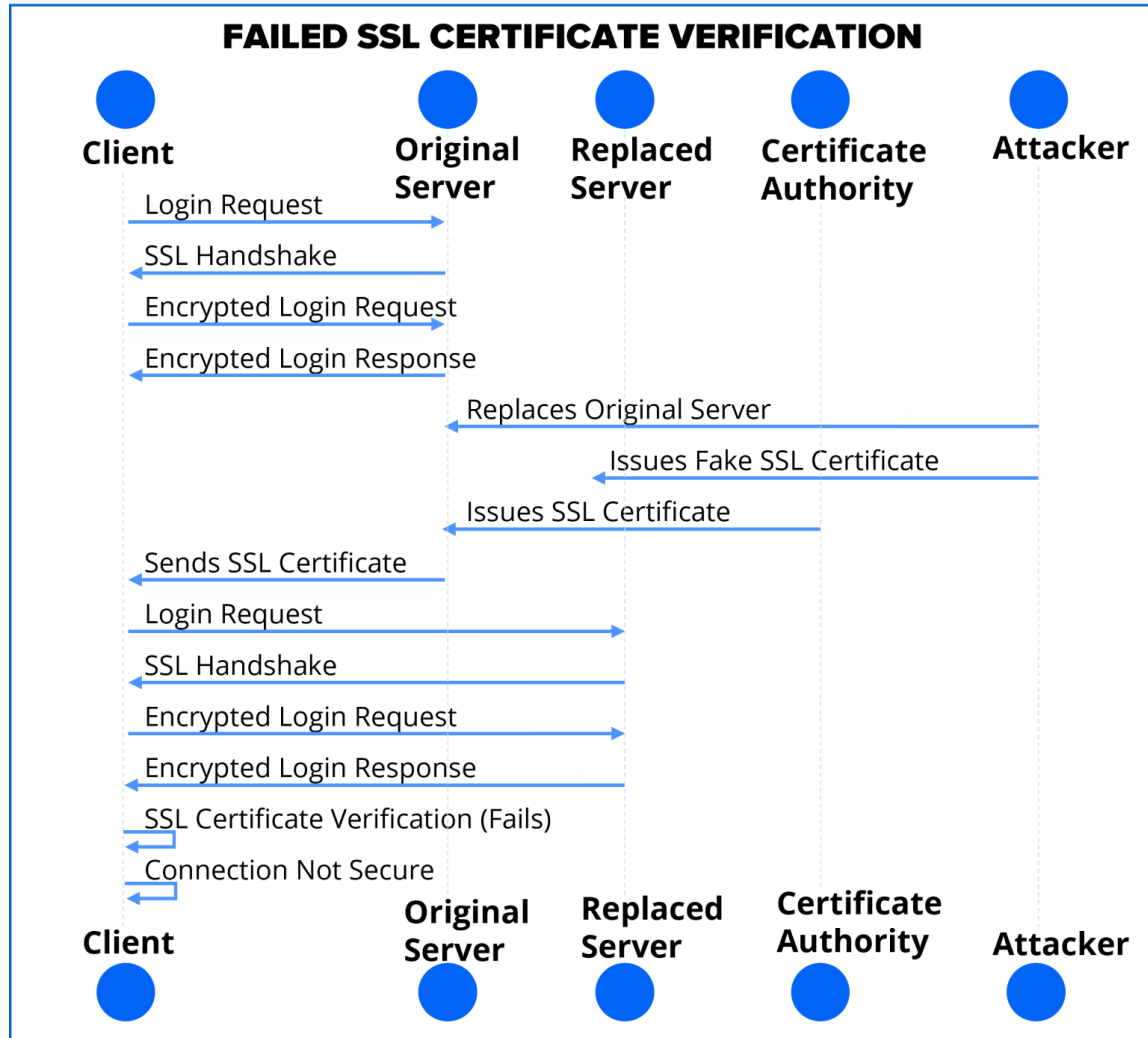 FAILED SSL CERTIFICATE VERIFICATION
Client
Original
Server
Replaced
Server
Certificate
Authority
Attacker
Login Request
SSL Handshake
Encrypted Login Request
Encrypted Login Response
Replaces Original Server
Issues Fake SSL Certificate
Issues SSL Certificate
Sends SSL Certificate
Login Request
SSL Handshake
Encrypted Login Request
Encrypted Login Response
SSL Certificate Verification (Fails)
Connection Not Secure
Client
Original
Server
Replaced
Server
Certificate
Authority
Attacker